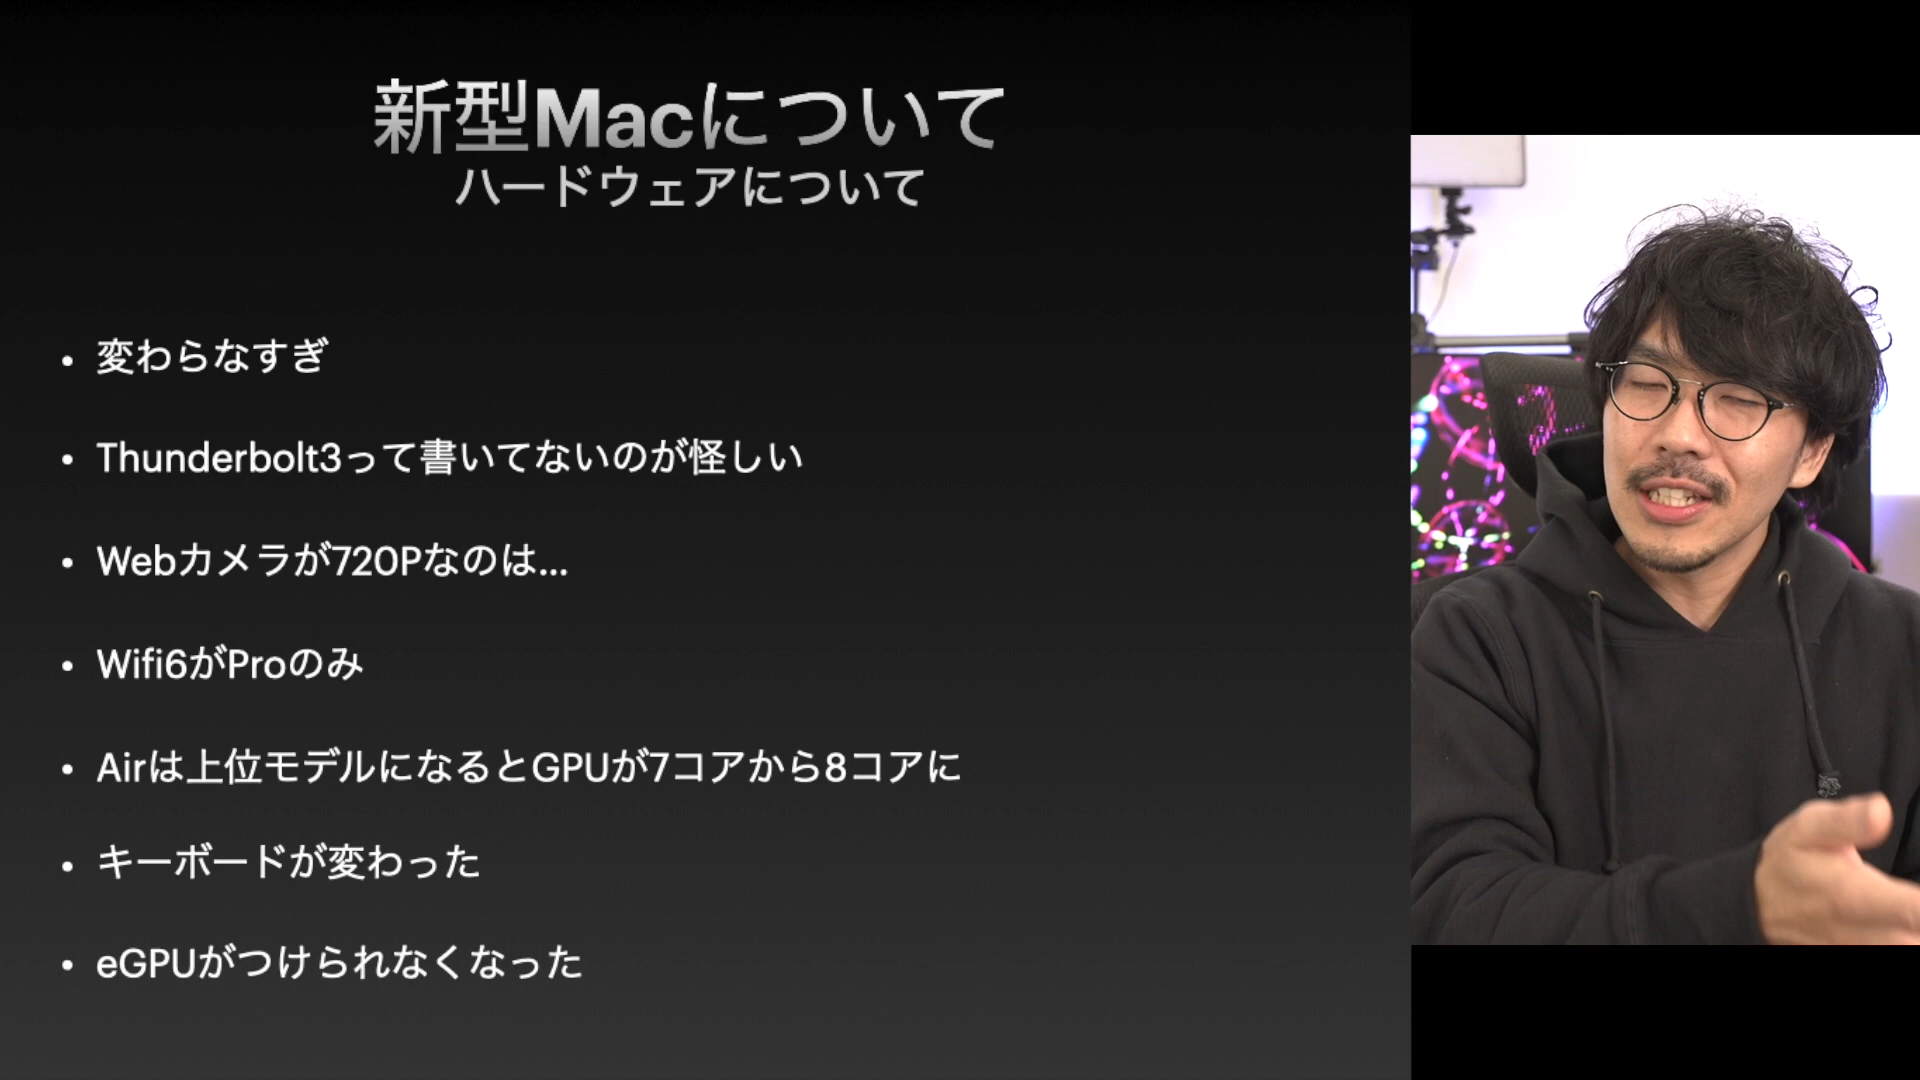 新型Macについて
ハードウェアについて
• 変わらなすぎ
• Thunderbolt3って書いてないのが怪しい
• Webカメラが720Pなのは...
• Wifi6がProのみ
• Airは上位モデルになるとGPUが7コアから8コアに
• キーボードが変わった
• eGPUがつけられなくなった